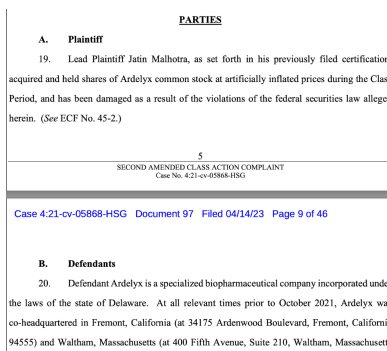 PARTIES
A. Plaintiff
19. Lead Plaintiff Jatin Malhotra, as set forth in his previously filed certification
acquired and held shares of Ardelyx common stock at artificially inflated prices during the Clas
Period, and has been damaged as a result of the violations of the federal securities law allege
herein. (See ECF No. 45-2.)
5
SECOND AMENDED CLASS ACTION COMPLAINT
Case No. 4:21-cv-05868-HSG
Case 4:21-cv-05868-HSG Document 97 Filed 04/14/23 Page 9 of 46
B. Defendants
20. Defendant Ardelyx is a specialized biopharmaceutical company incorporated unde
the laws of the state of Delaware. At all relevant times prior to October 2021, Ardelyx wa
co-headquartered in Fremont, California (at 34175 Ardenwood Boulevard, Fremont, Californi
94555) and Waltham, Massachusetts (at 400 Fifth Avenue, Suite 210, Waltham, Massachusett